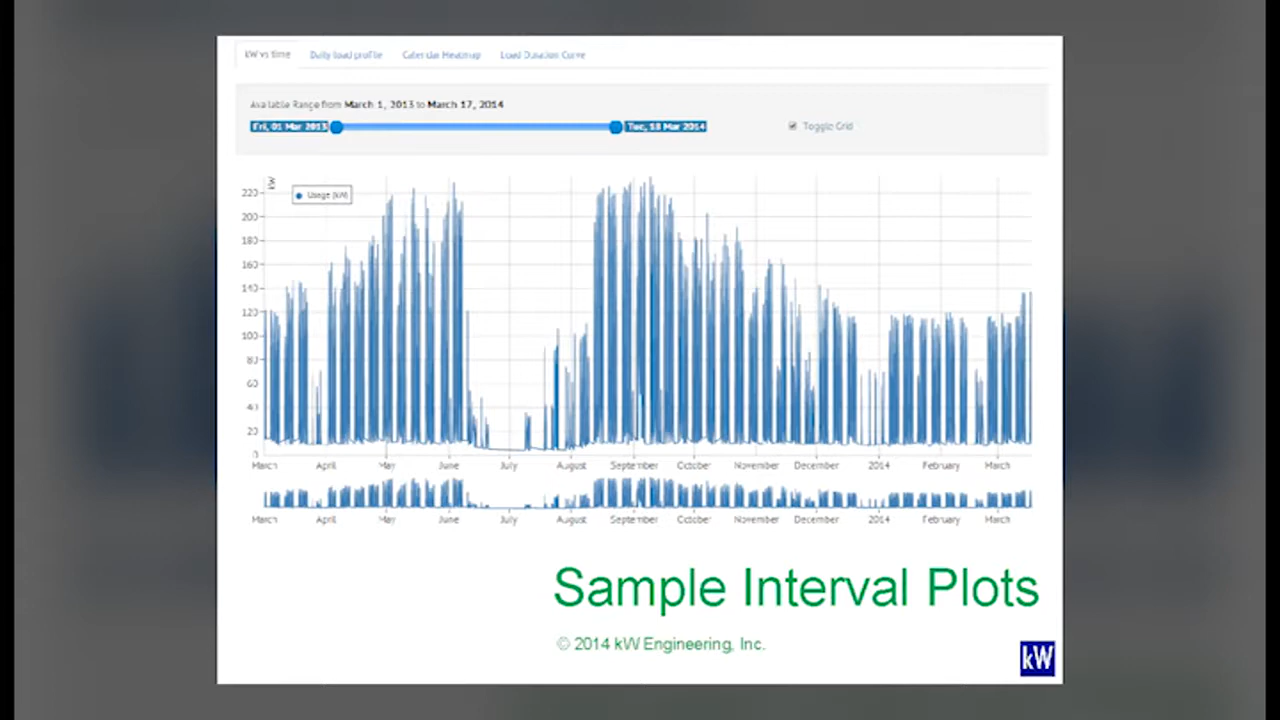 kW vs time Daily load profile Calendar Heatmap Load Duration Curve
Available Range from March 1, 2013 to March 17, 2014
Fri, 01 Mar 2013 Tue, 18 Mar 2014 Toggle Grid
kW
Usage (kW)
220
200
180
160
140
120
100
80
60
40
20
0
March April May June July August September October November December 2014 February March
March April May June July August September October November December 2014 February March
Sample Interval Plots
© 2014 kW Engineering, Inc.
kW